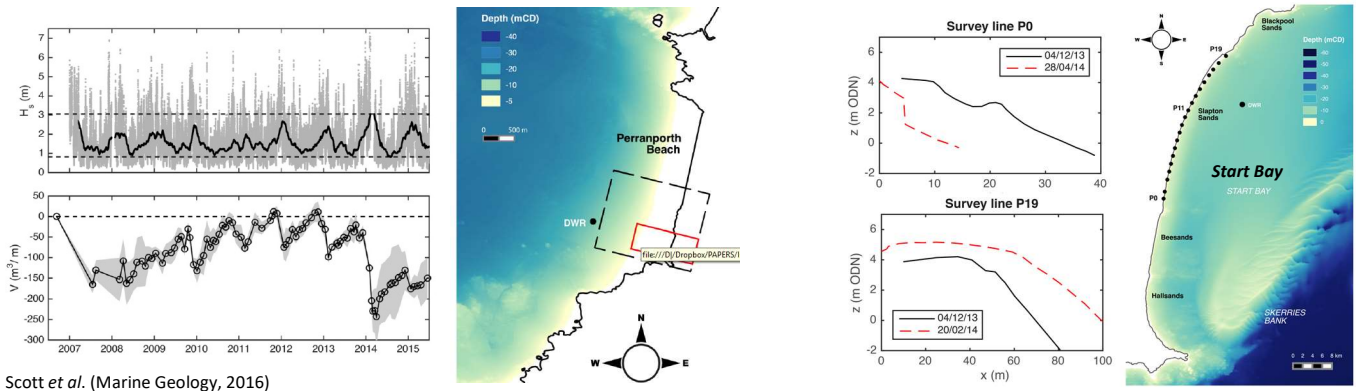 7
6
5
4
3
2
1
0
H_s (m)
50
0
-50
-100
-150
-200
-250
-300
V (m³/ m)
2007 2008 2009 2010 2011 2012 2013 2014 2015
Scott et al. (Marine Geology, 2016)
Depth (mCD)
-40
-30
-20
-10
-5
0 500 m
Perranporth
Beach
DWR
file:///D|/Dropbox/PAPERS/I
N
W E
S
Survey line P0
z (m ODN)
6
4
2
0
-2
04/12/13
28/04/14
0 10 20 30 40
Survey line P19
z (m ODN)
6
4
2
0
-2
04/12/13
20/02/14
0 20 40 60 80 100
x (m)
N
W E
S
Blackpool
Sands
Depth (mCD)
-60
-50
-40
-30
-20
-10
0
P19
DWR
P11
Slapton
Sands
Start Bay
START BAY
P0
Beesands
Hallsands
SKERRIES
BANK
0 2 4 6 8 km